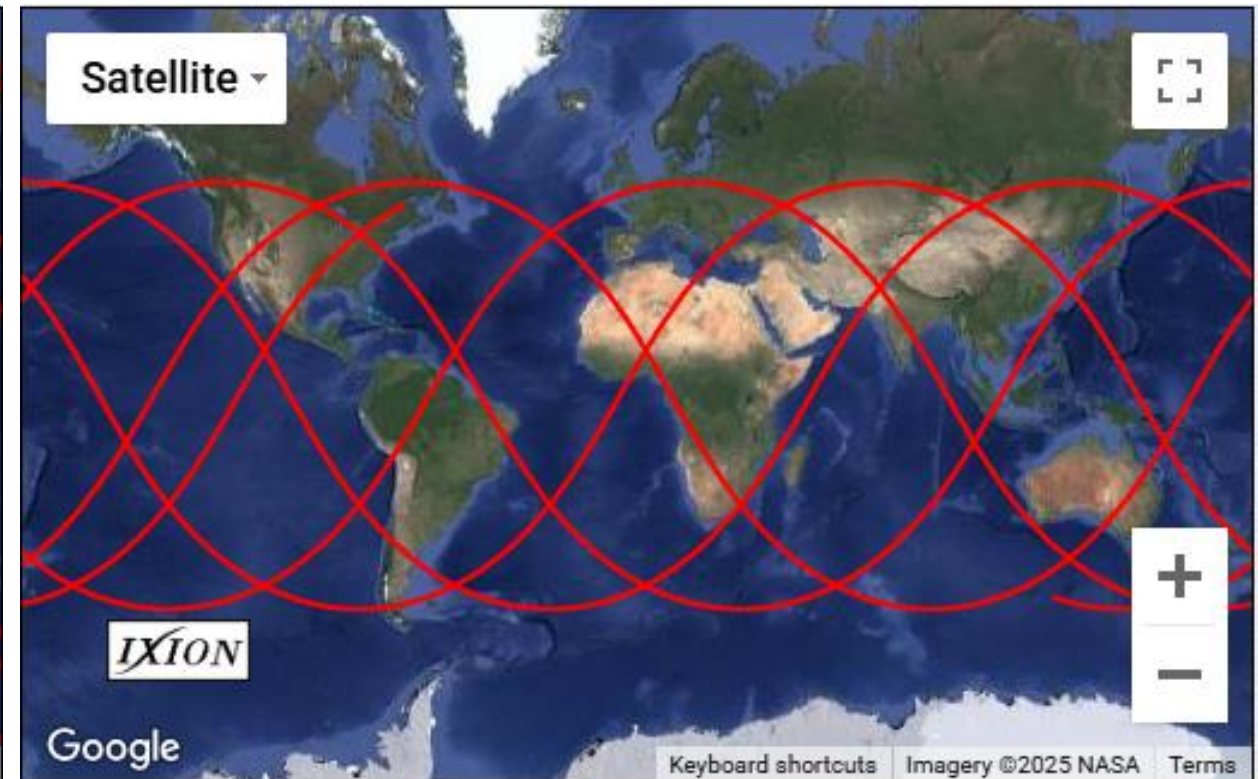 Satellite
IXION
Google
Keyboard shortcuts
Imagery ©2025 NASA
Terms